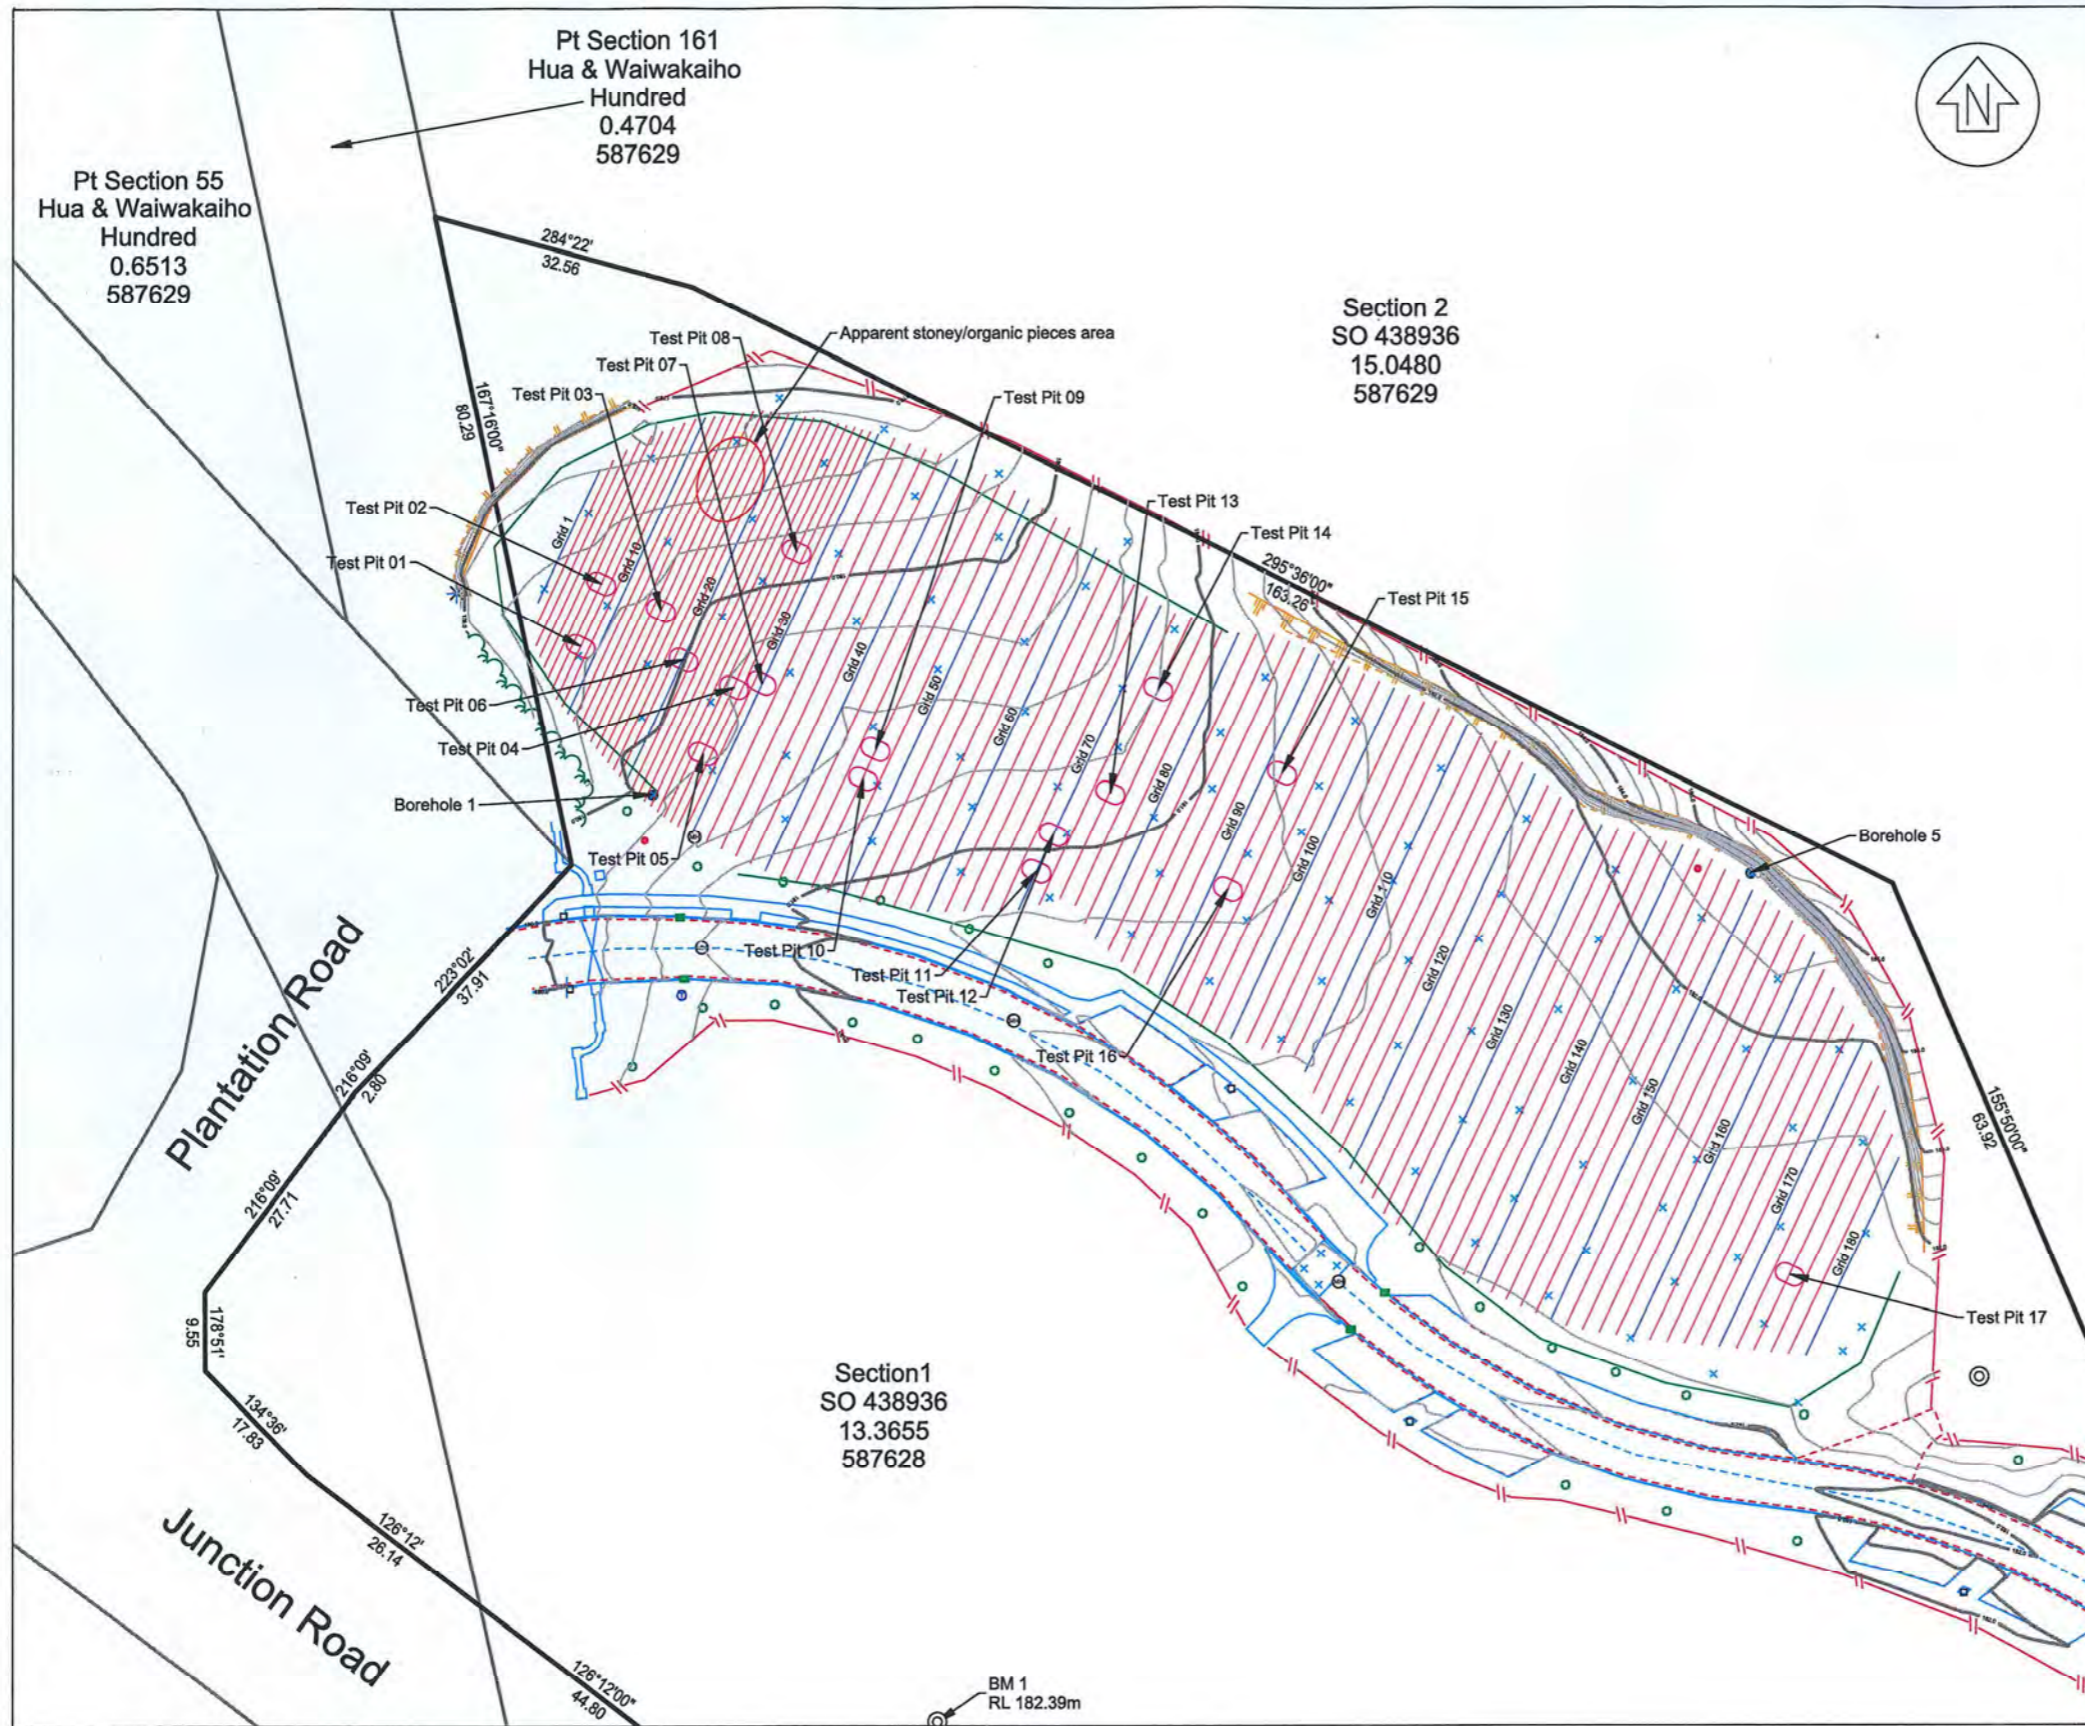 Pt Section 161
Hua & Waiwakaiho
Hundred
0.4704
587629
N
Pt Section 55
Hua & Waiwakaiho
Hundred
0.6513
587629
284°22'
32.56
Section 2
SO 438936
15.0480
587629
Apparent stoney/organic pieces area
Test Pit 08
Test Pit 07
Test Pit 03
Test Pit 09
167°16'00"
80.29
Test Pit 02
Test Pit 01
Test Pit 13
Test Pit 14
295°36'00"
163.26
Test Pit 15
Grid 1
Grid 10
Grid 20
Grid 30
Grid 40
Grid 50
Grid 60
Grid 70
Grid 80
Grid 90
Grid 100
Grid 110
Grid 120
Grid 130
Grid 140
Grid 150
Grid 160
Grid 170
Grid 180
Test Pit 06
Test Pit 04
Borehole 1
Test Pit 05
Borehole 5
Test Pit 10
Test Pit 11
Test Pit 12
Test Pit 16
Test Pit 17
155°50'00"
63.92
223°02'
37.91
216°09'
2.80
Plantation Road
216°09'
27.71
178°51'
9.55
134°36'
17.83
126°12'
26.14
Junction Road
126°12'00"
44.80
Section1
SO 438936
13.3655
587628
BM 1
RL 182.39m